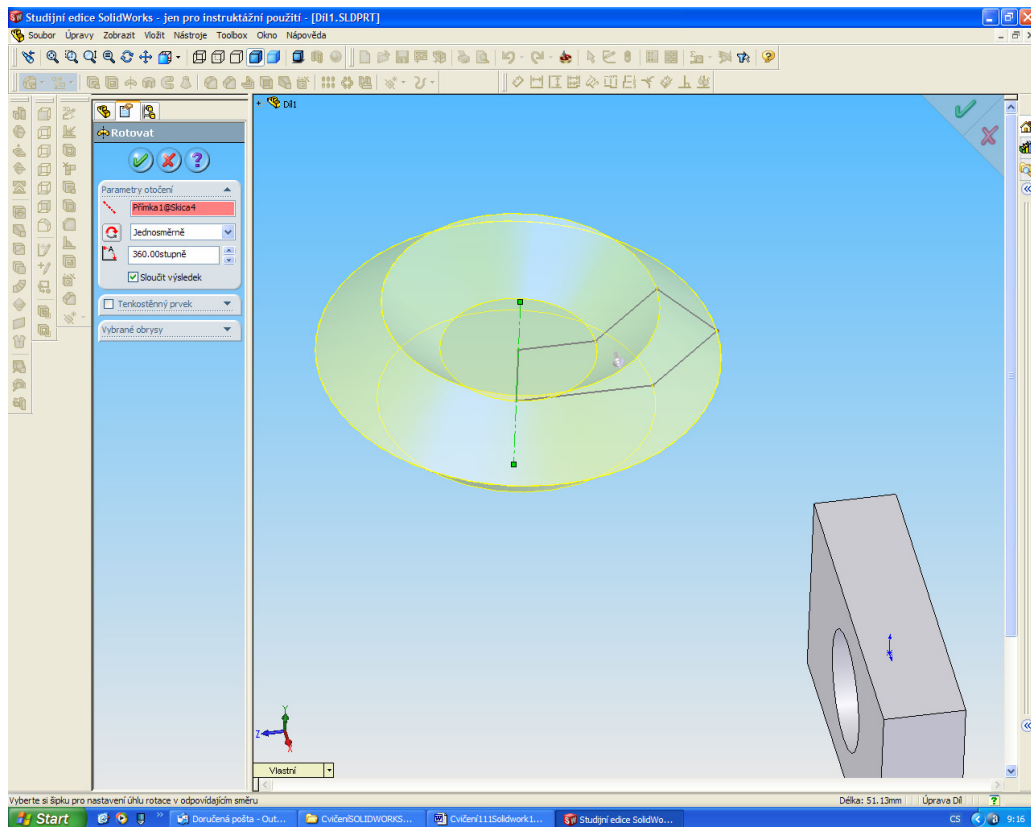 Studijní edice SolidWorks - jen pro instruktážní použití - [Díl1.SLDPRT]
Soubor Úpravy Zobrazit Vložit Nástroje Toolbox Okno Nápověda
Díl1
Rotovat
Parametry otočení
Přímka1@Skica4
Jednosměrně
360.00stupně
Sloučit výsledek
Tenkostěnný prvek
Vybrané obrysy
Y
Z
X
Vlastní
Vyberte si šipku pro nastavení úhlu rotace v odpovídajícím směru
Délka: 51.13mm Úprava Díl
Start
Doručená pošta - Out...
CvičeníSOLIDWORKS...
Cvičení111Solidwork1...
Studijní edice SolidWo...
CS 9:16